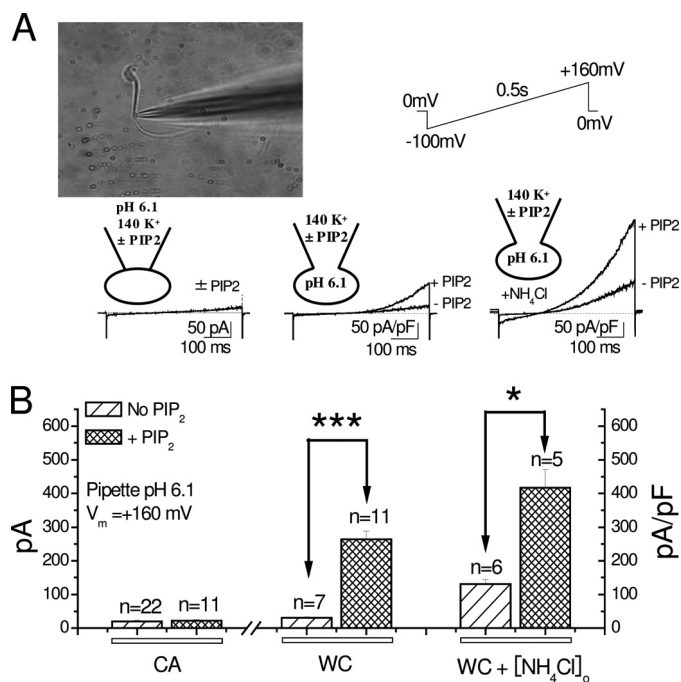 A
+160mV
0.5s
0mV
-100mV
0mV
pH 6.1
140 K⁺
± PIP2
± PIP2
50 pA
100 ms
140 K⁺
± PIP2
pH 6.1
+ PIP2
- PIP2
50 pA/pF
100 ms
140 K⁺
± PIP2
pH 6.1
+NH₄Cl
+ PIP2
- PIP2
50 pA/pF
100 ms
B
No PIP₂
+ PIP₂
Pipette pH 6.1
Vₘ =+160 mV
pA
600
500
400
300
200
100
0
n=22
n=11
***
n=7
n=11
*
n=6
n=5
600
500
400
300
200
100
0
pA/pF
CA
WC
WC + [NH₄Cl]ₒ